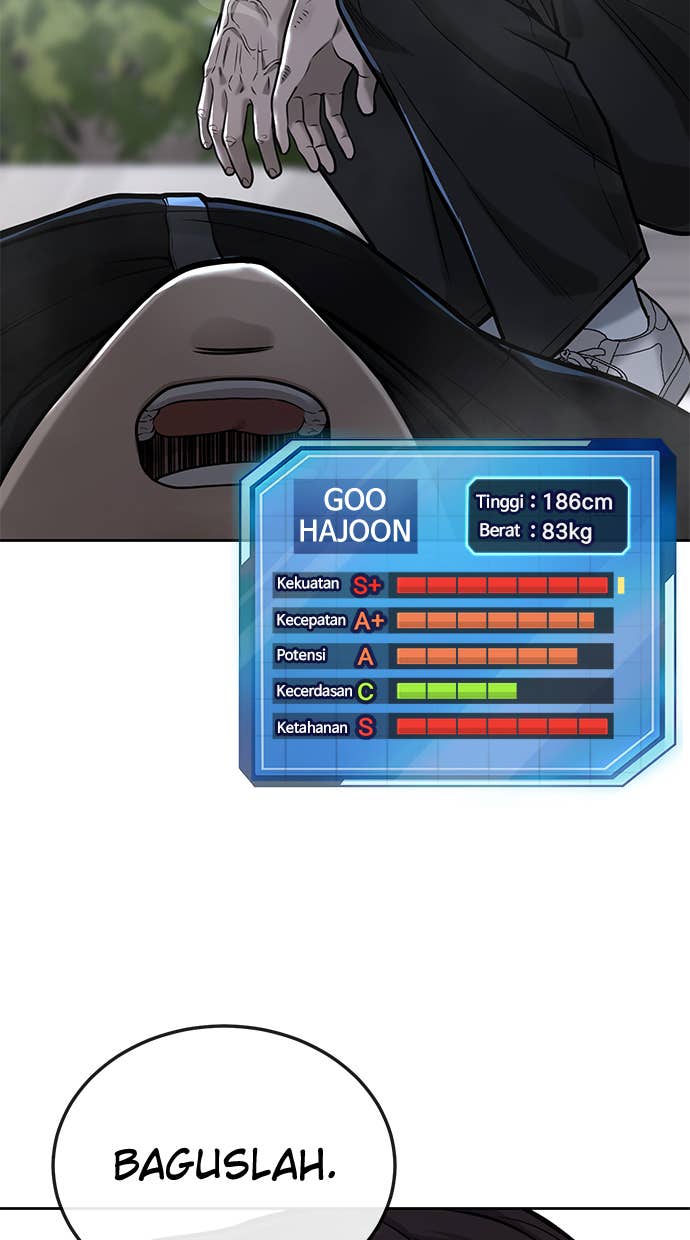 GOO
HAJOON
Tinggi : 186cm
Berat : 83kg
Kekuatan S+
Kecepatan A+
Potensi A
Kecerdasan C
Ketahanan S
BAGUSLAH.